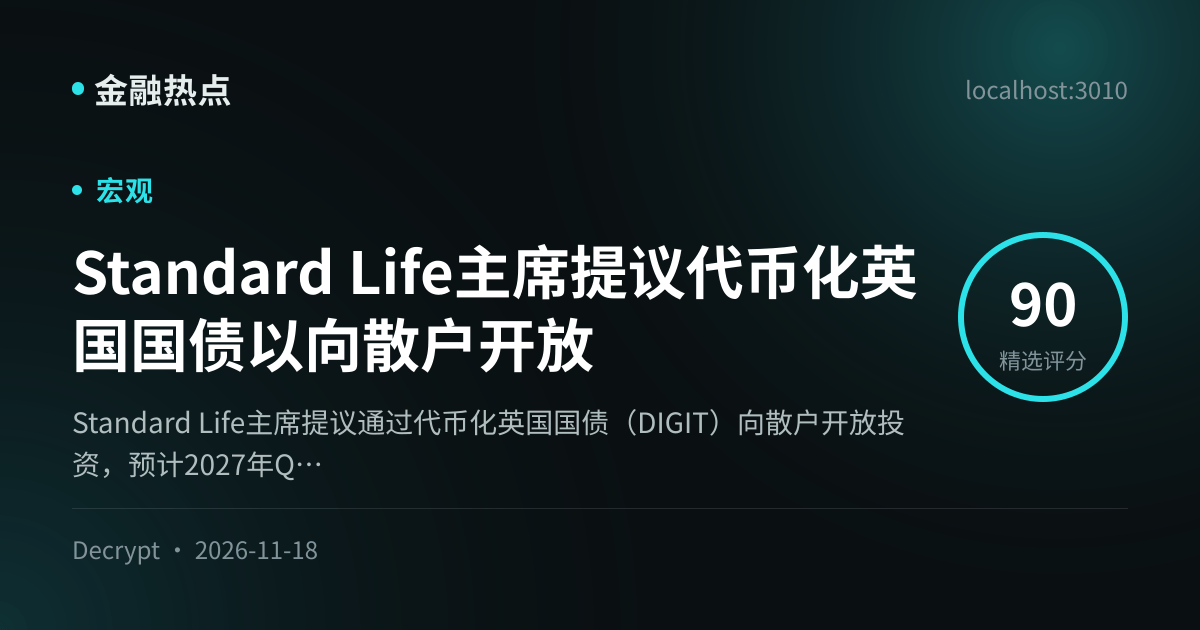 金融热点
localhost:3010
宏观
Standard Life主席提议代币化英
国国债以向散户开放
90
精选评分
Standard Life主席提议通过代币化英国国债（DIGIT）向散户开放投
资，预计2027年Q…
Decrypt · 2026-11-18